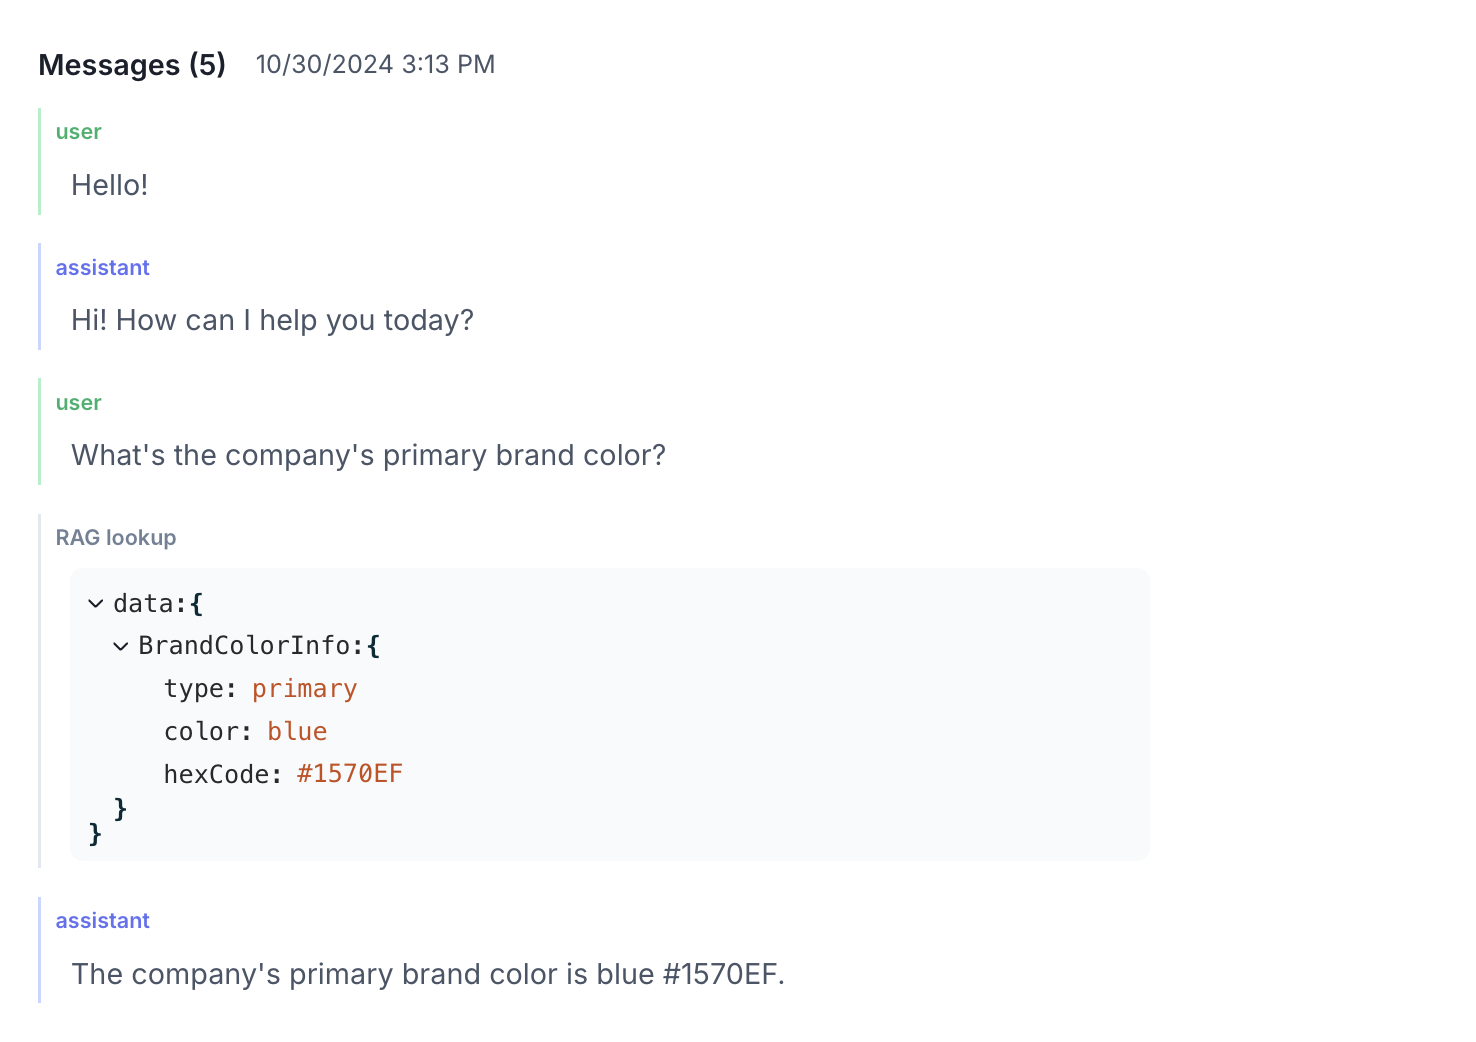 Messages (5) 10/30/2024 3:13 PM
user
Hello!
assistant
Hi! How can I help you today?
user
What's the company's primary brand color?
RAG lookup
data:{
BrandColorInfo:{
type: primary
color: blue
hexCode: #1570EF
}
}
assistant
The company's primary brand color is blue #1570EF.